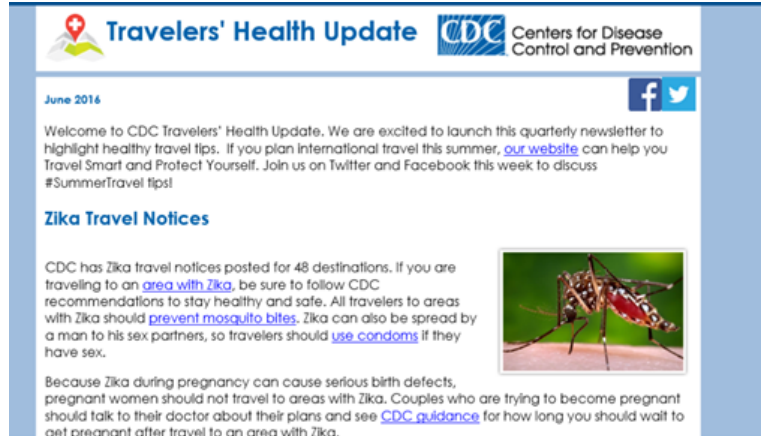 Travelers' Health Update
CDC
Centers for Disease
Control and Prevention
June 2016
Welcome to CDC Travelers' Health Update. We are excited to launch this quarterly newsletter to
highlight healthy travel tips.  If you plan international travel this summer, our website can help you
Travel Smart and Protect Yourself. Join us on Twitter and Facebook this week to discuss
#SummerTravel tips!
Zika Travel Notices
CDC has Zika travel notices posted for 48 destinations. If you are
traveling to an area with Zika, be sure to follow CDC
recommendations to stay healthy and safe. All travelers to areas
with Zika should prevent mosquito bites. Zika can also be spread by
a man to his sex partners, so travelers should use condoms if they
have sex.
Because Zika during pregnancy can cause serious birth defects,
pregnant women should not travel to areas with Zika. Couples who are trying to become pregnant
should talk to their doctor about their plans and see CDC guidance for how long you should wait to
get pregnant after travel to an area with Zika.